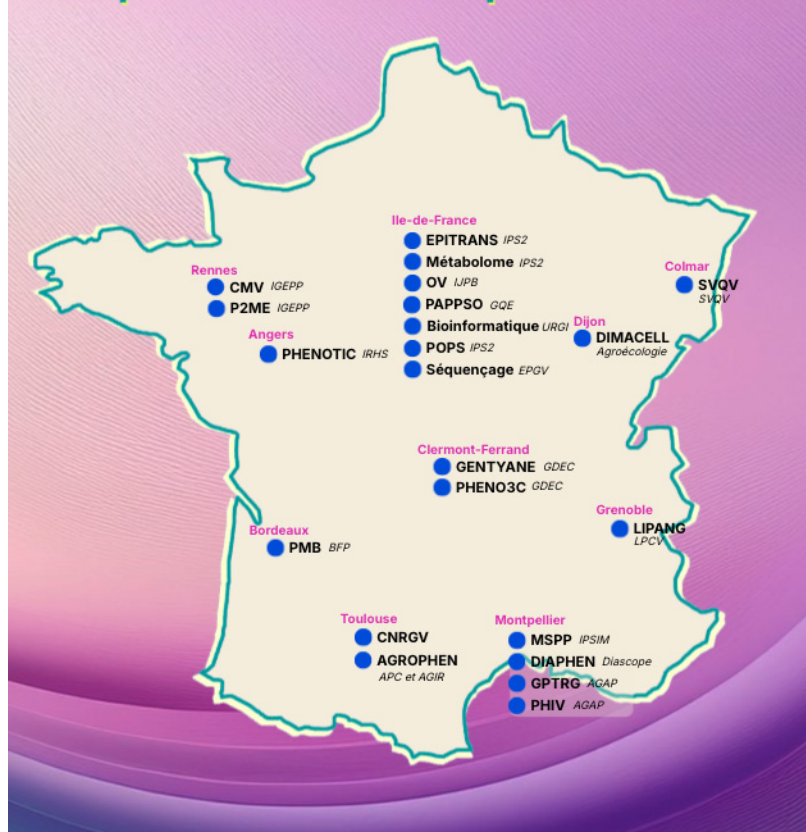 Ile-de-France
EPITRANS IPS2
Métabolome IPS2
OV IJPB
PAPPSO GQE
Bioinformatique URGI
POPS IPS2
Séquençage EPGV
Rennes
CMV IGEPP
P2ME IGEPP
Angers
PHENOTIC IRHS
Colmar
SVQV
SVQV
Dijon
DIMACELL
Agroécologie
Clermont-Ferrand
GENTYANE GDEC
PHENO3C GDEC
Grenoble
LIPANG
LPCV
Bordeaux
PMB BFP
Toulouse
CNRGV
AGROPHEN
APC et AGIR
Montpellier
MSPP IPSIM
DIAPHEN Diascope
GPTRG AGAP
PHIV AGAP